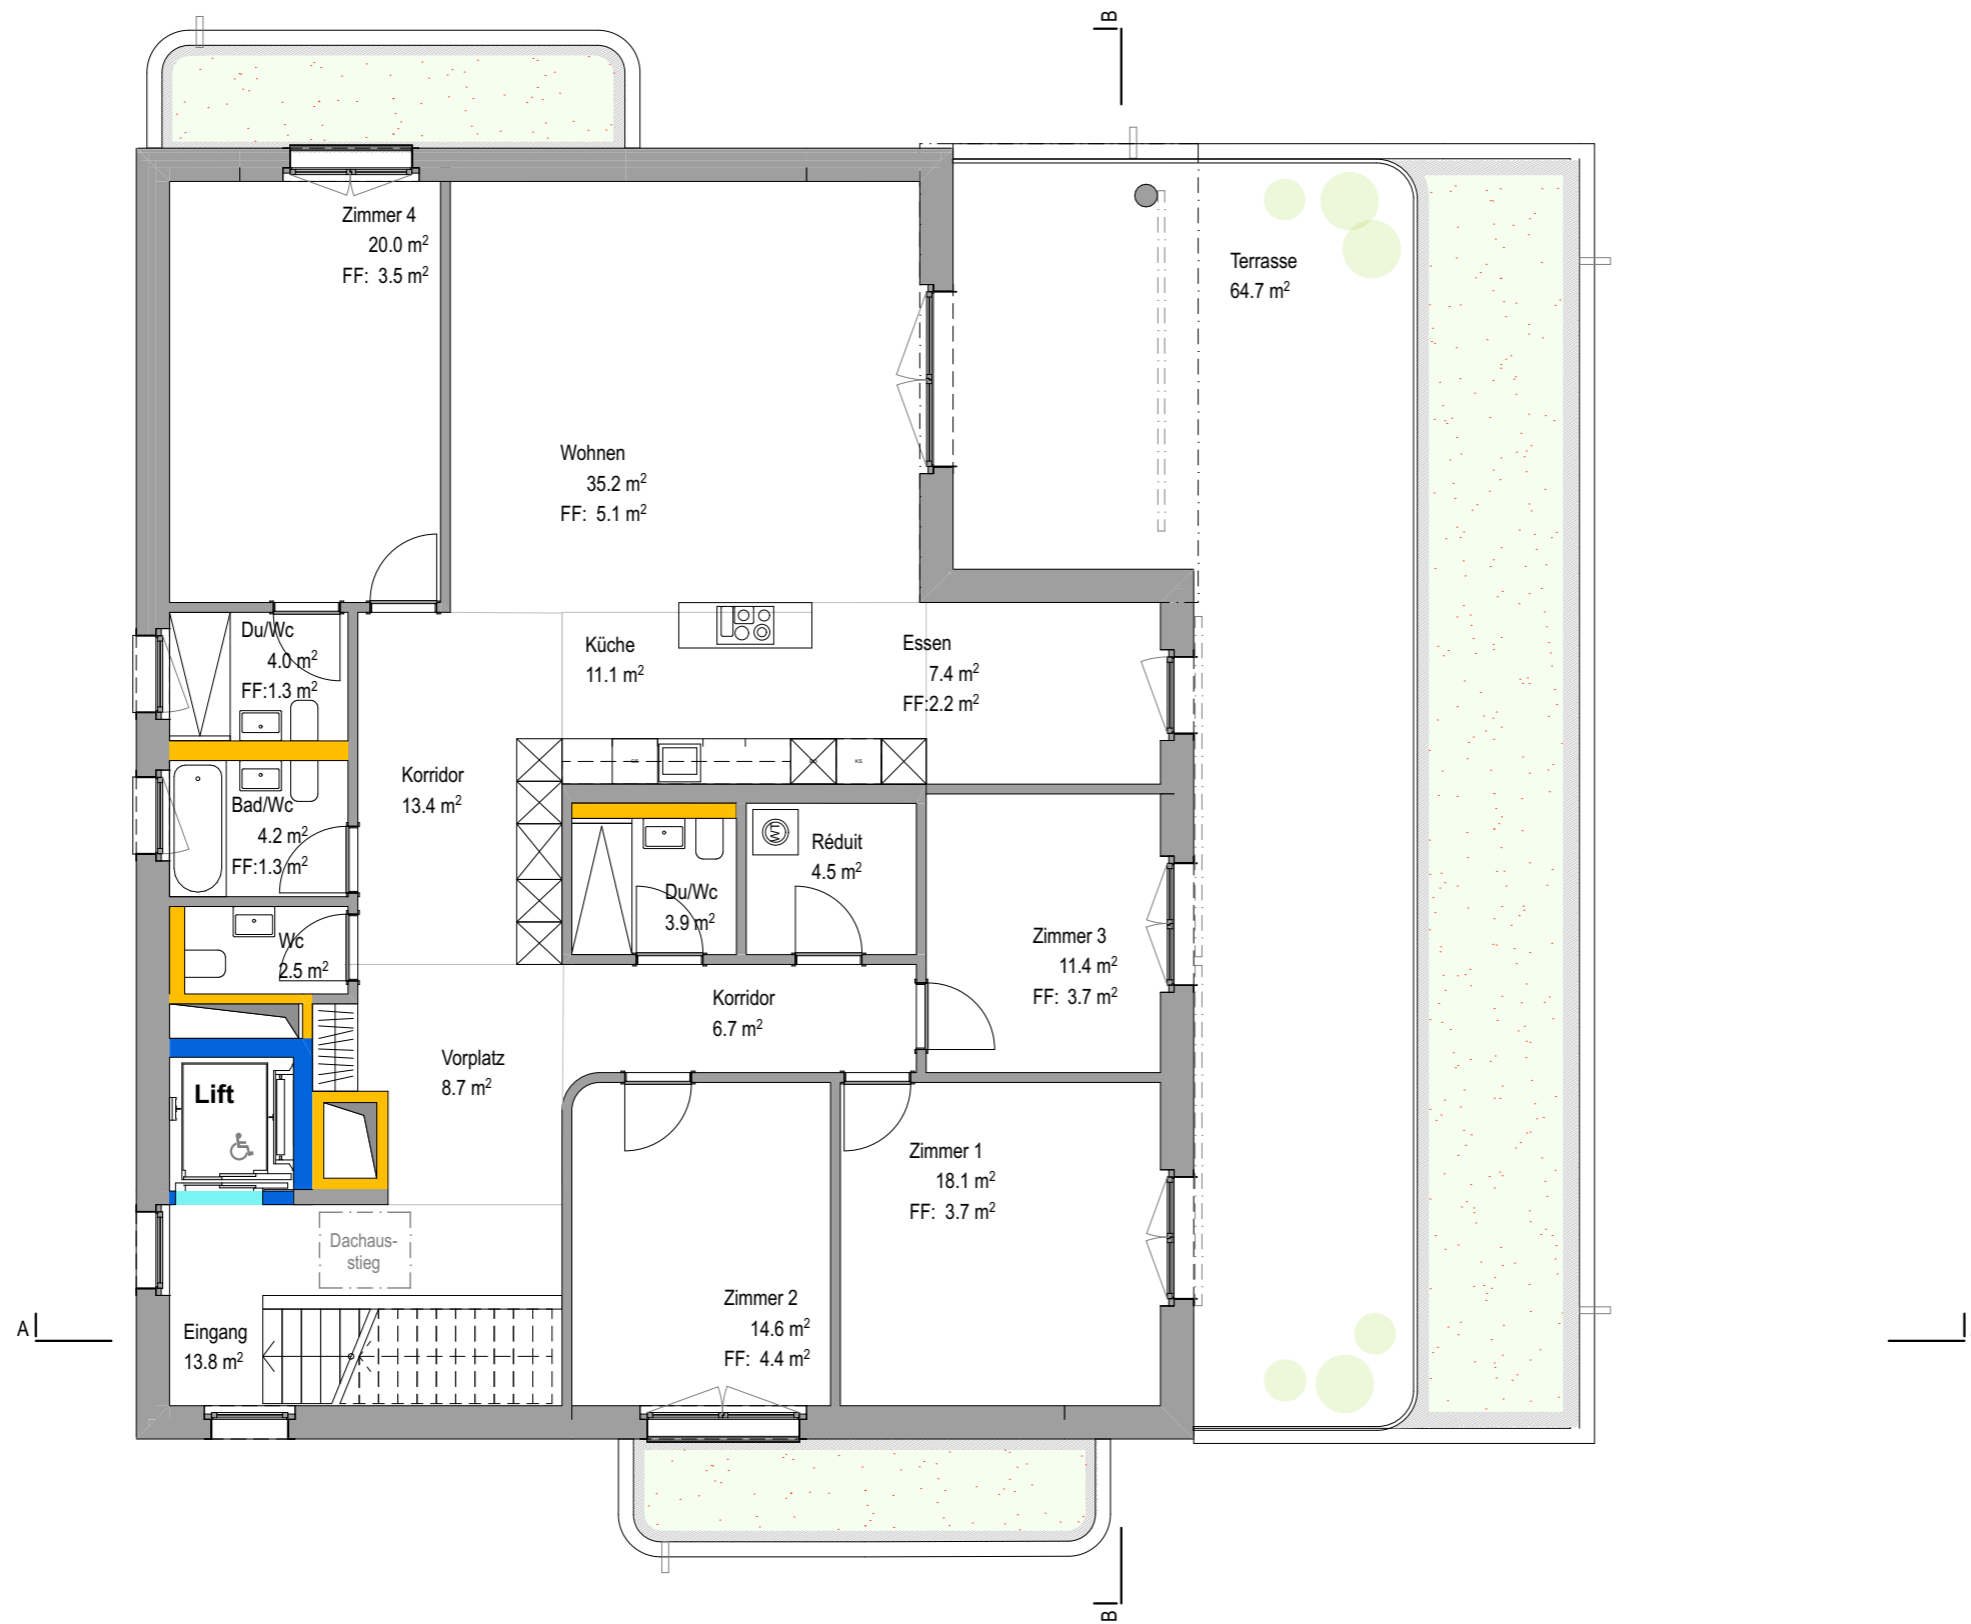 B
Zimmer 4
20.0 m²
FF: 3.5 m²
Terrasse
64.7 m²
Wohnen
35.2 m²
FF: 5.1 m²
Du/Wc
4.0 m²
FF:1.3 m²
Küche
11.1 m²
Essen
7.4 m²
FF:2.2 m²
Korridor
13.4 m²
GS
KS
Bad/Wc
4.2 m²
FF:1.3 m²
Du/Wc
3.9 m²
WT
Réduit
4.5 m²
Wc
2.5 m²
Zimmer 3
11.4 m²
FF: 3.7 m²
Korridor
6.7 m²
Vorplatz
8.7 m²
Lift
Zimmer 1
18.1 m²
FF: 3.7 m²
Dachaus-
stieg
Zimmer 2
14.6 m²
FF: 4.4 m²
Eingang
13.8 m²
A
B